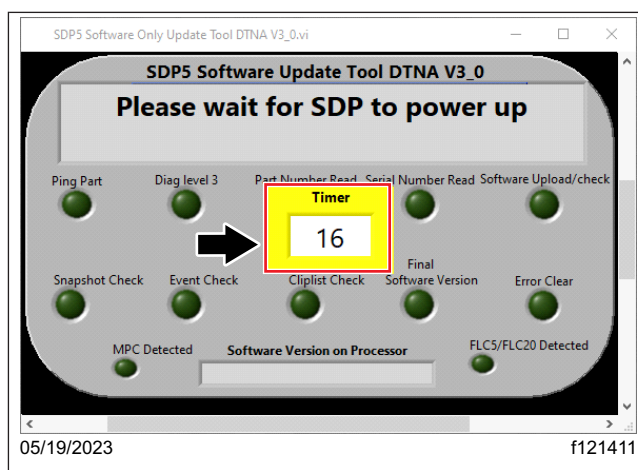 SDP5 Software Only Update Tool DTNA V3_0.vi
SDP5 Software Update Tool DTNA V3_0
Please wait for SDP to power up
Ping Part
Diag level 3
Part Number Read
Serial Number Read
Software Upload/check
Timer
16
Snapshot Check
Event Check
Cliplist Check
Final
Software Version
Error Clear
MPC Detected
Software Version on Processor
FLC5/FLC20 Detected
05/19/2023
f121411